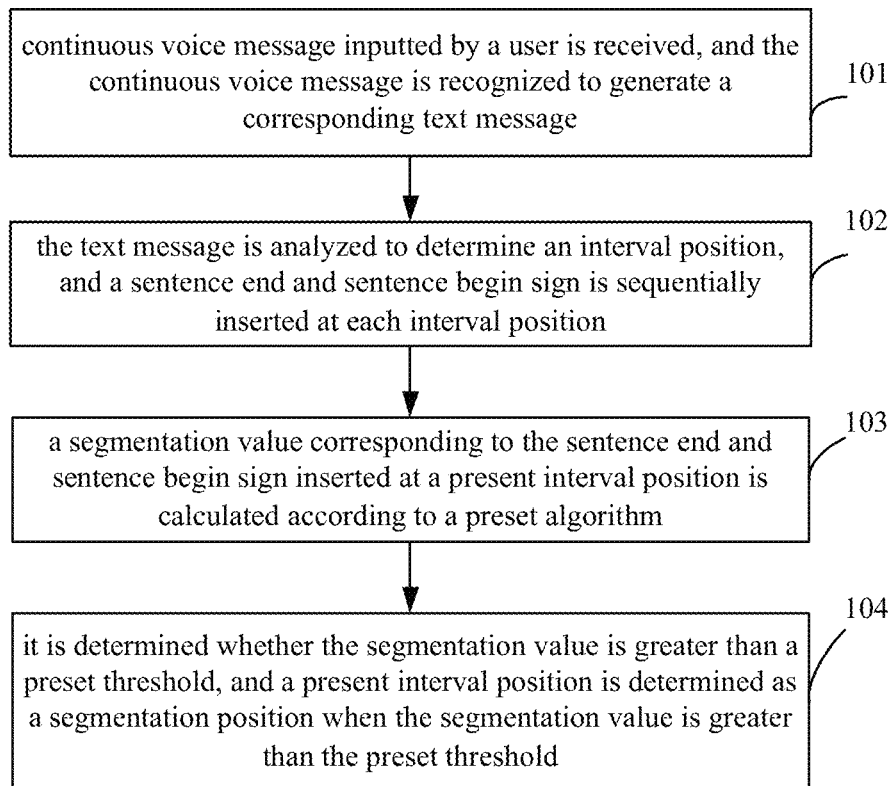 continuous voice message inputted by a user is received, and the
continuous voice message is recognized to generate a
corresponding text message
101
the text message is analyzed to determine an interval position,
and a sentence end and sentence begin sign is sequentially
inserted at each interval position
102
a segmentation value corresponding to the sentence end and
sentence begin sign inserted at a present interval position is
calculated according to a preset algorithm
103
it is determined whether the segmentation value is greater than a
preset threshold, and a present interval position is determined as
a segmentation position when the segmentation value is greater
than the preset threshold
104